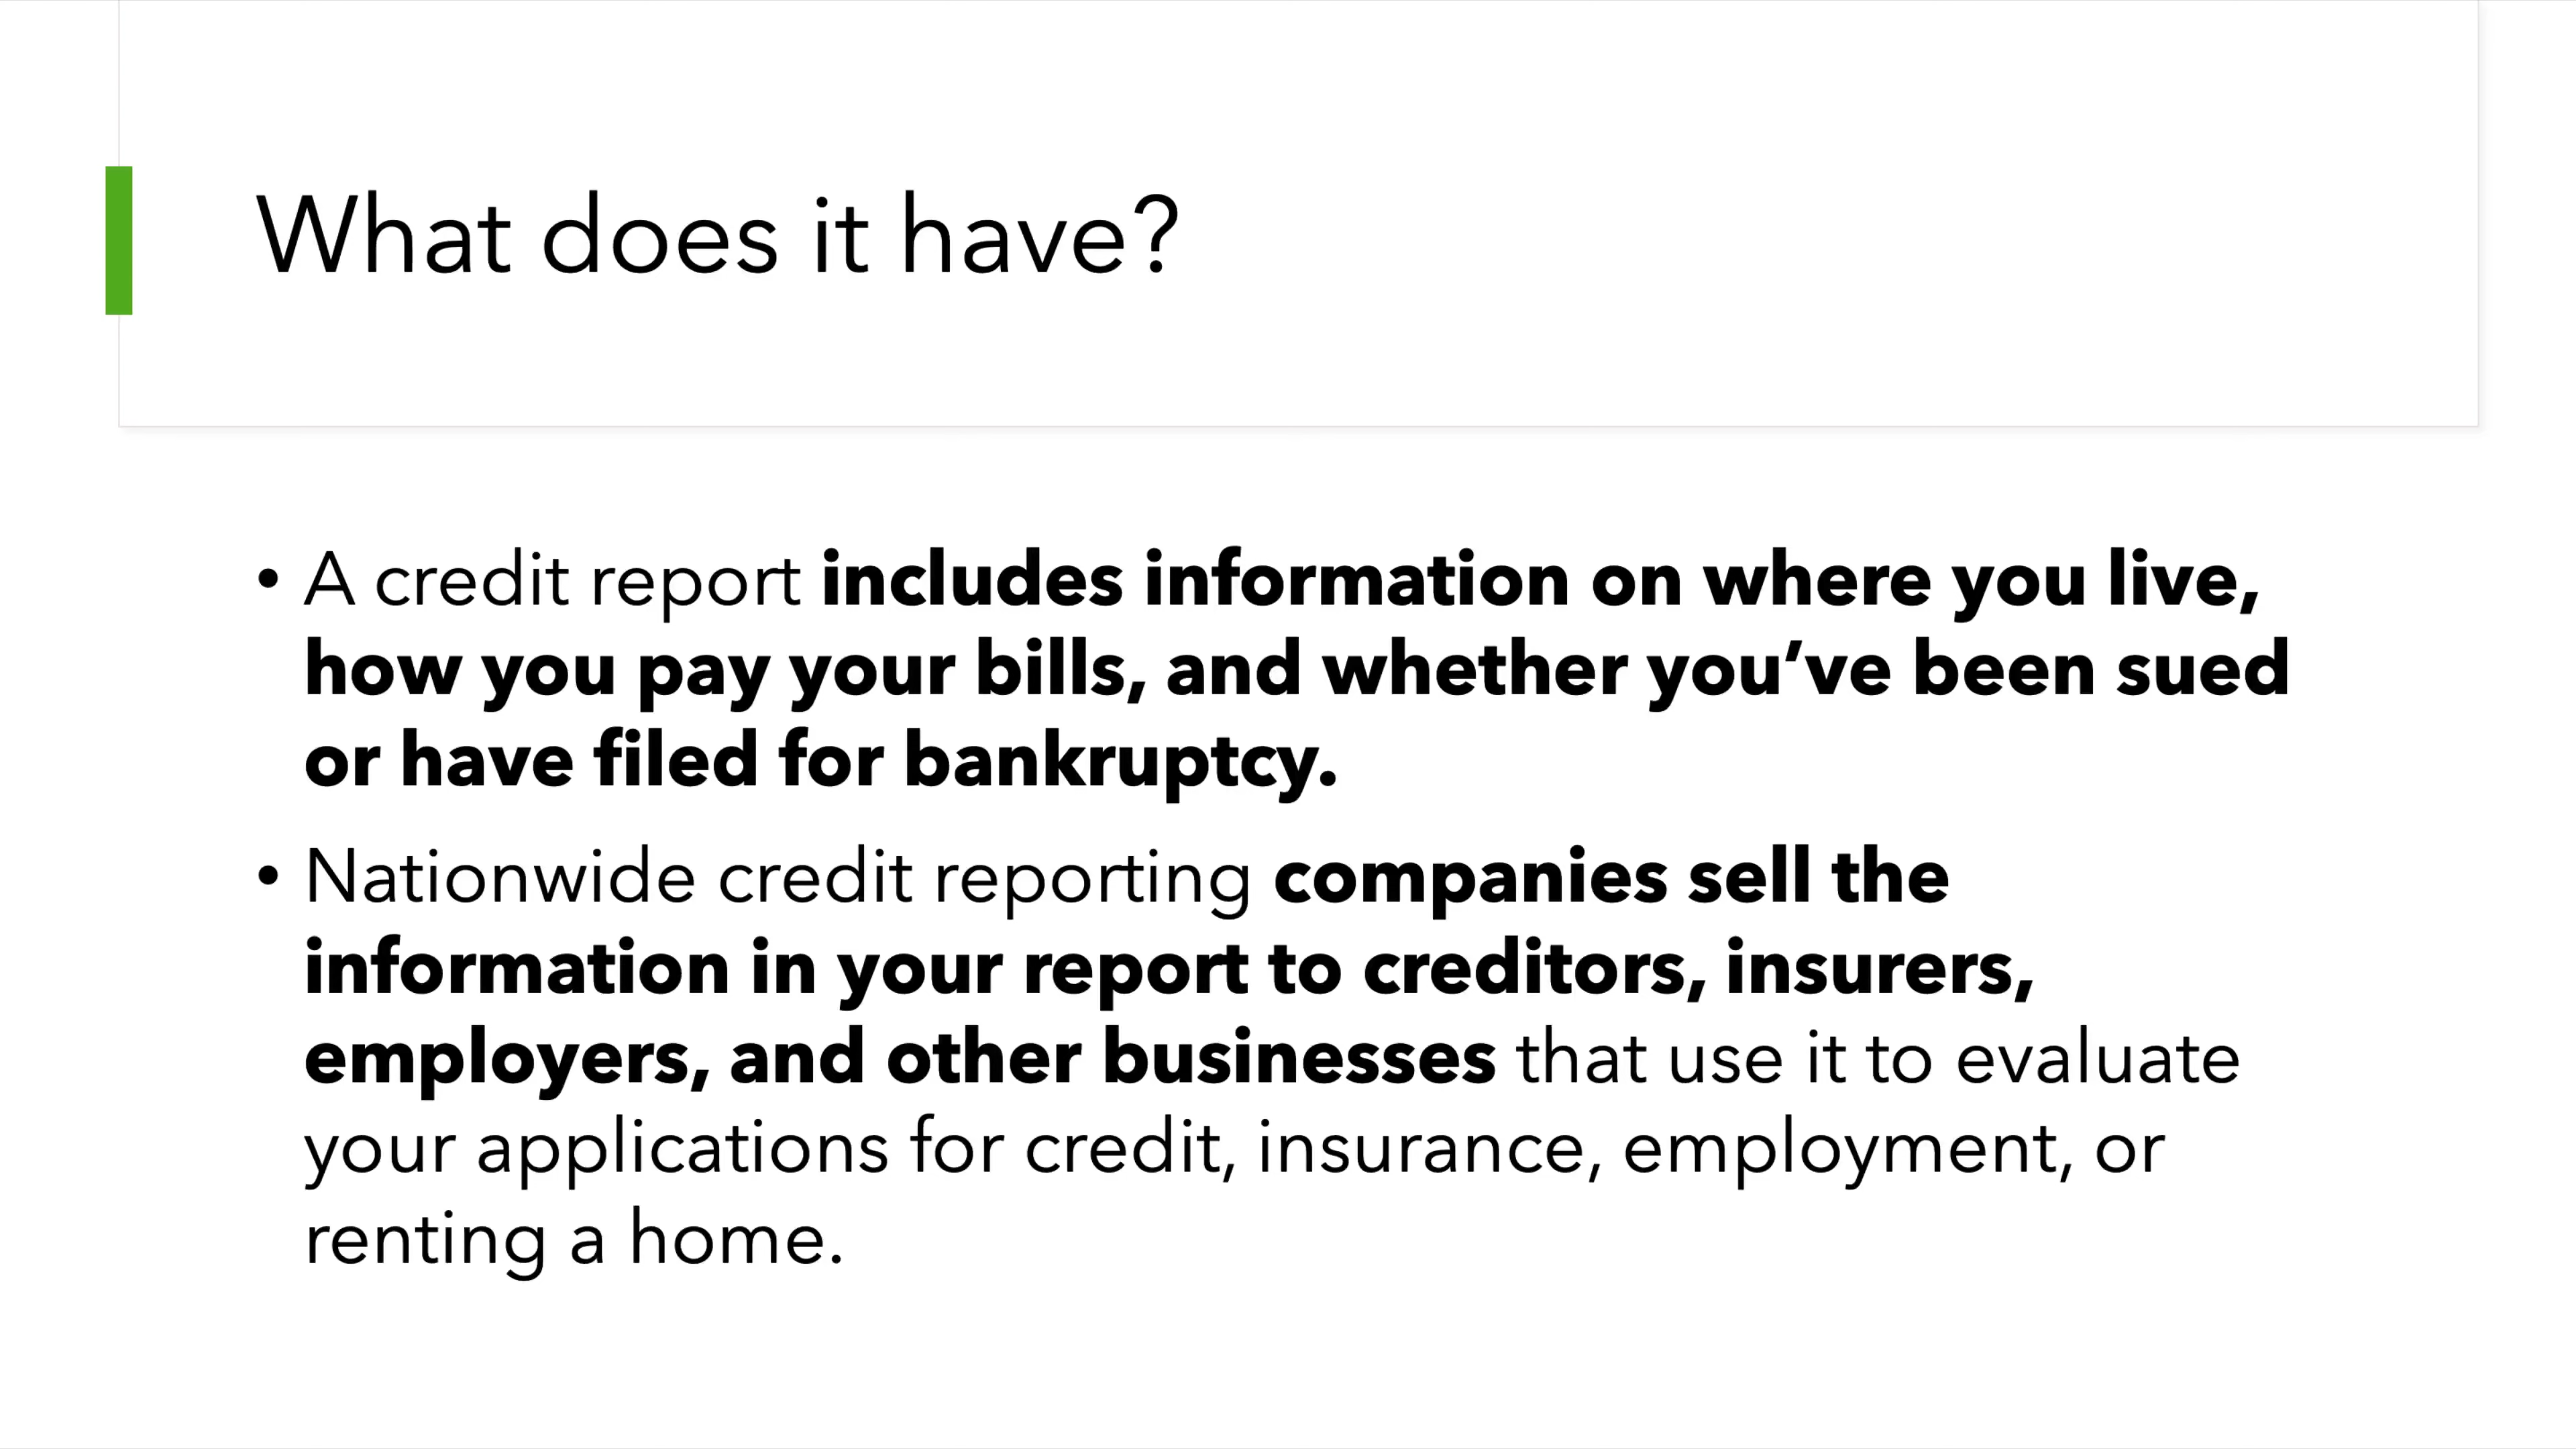 What does it have?
• A credit report includes information on where you live,
how you pay your bills, and whether you’ve been sued
or have filed for bankruptcy.
• Nationwide credit reporting companies sell the
information in your report to creditors, insurers,
employers, and other businesses that use it to evaluate
your applications for credit, insurance, employment, or
renting a home.